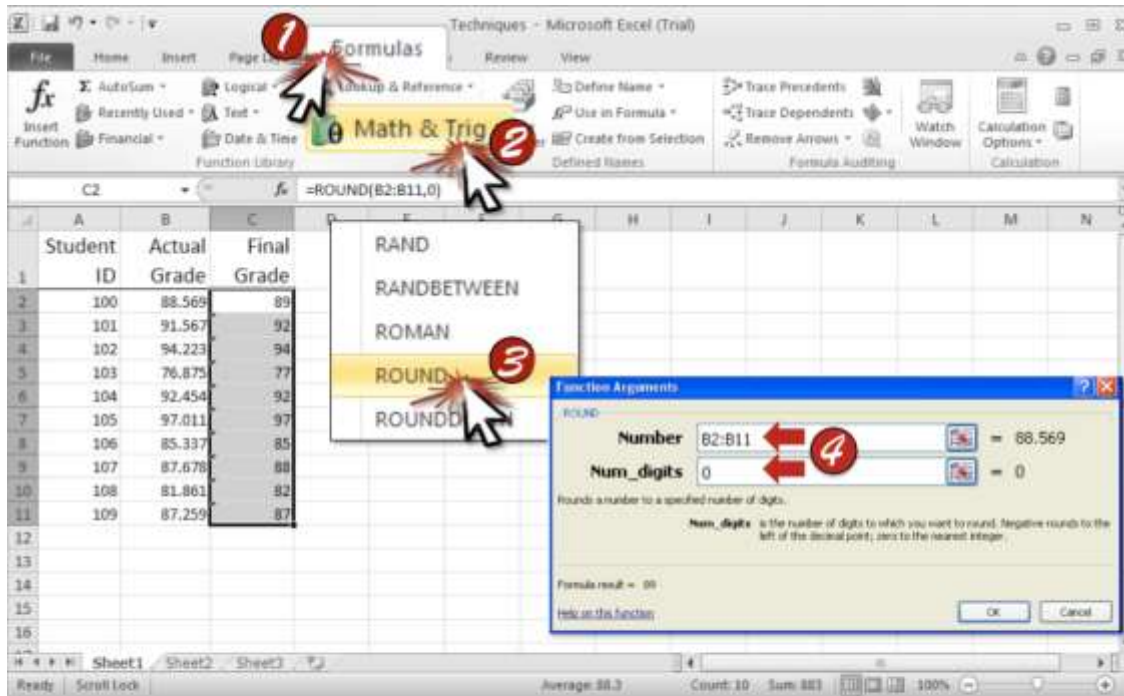 Techniques - Microsoft Excel (Trial)
File Home Insert Page Formulas Review View
1
fx Σ AutoSum Logical Lookup & Reference Define Name Trace Precedents
Recently Used Text Math & Trig Use in Formula Trace Dependents
Insert Function Financial Date & Time 2 Create from Selection Remove Arrows Watch Window Calculation Options
Function Library Defined Names Formula Auditing Calculation
C2 fx =ROUND(B2:B11,0)
A B C D E F G H I J K L M N
Student Actual Final
1 ID Grade Grade
2 100 88.569 89
3 101 91.567 92
4 102 94.223 94
5 103 76.875 77
6 104 92.454 92
7 105 97.011 97
8 106 85.337 85
9 107 87.678 88
10 108 81.861 82
11 109 87.259 87
12
13
14
15
16
RAND
RANDBETWEEN
ROMAN
ROUND 3
Function Arguments
ROUND
Number B2:B11 4 = 88.569
Num_digits 0 = 0
Rounds a number to a specified number of digits.
Num_digits is the number of digits to which you want to round. Negative rounds to the
left of the decimal point; zero to the nearest integer.
Formula result = 89
Help on this function OK Cancel
Sheet1 Sheet2 Sheet3
Ready Scroll Lock Average: 88.3 Count: 10 Sum: 883 100%